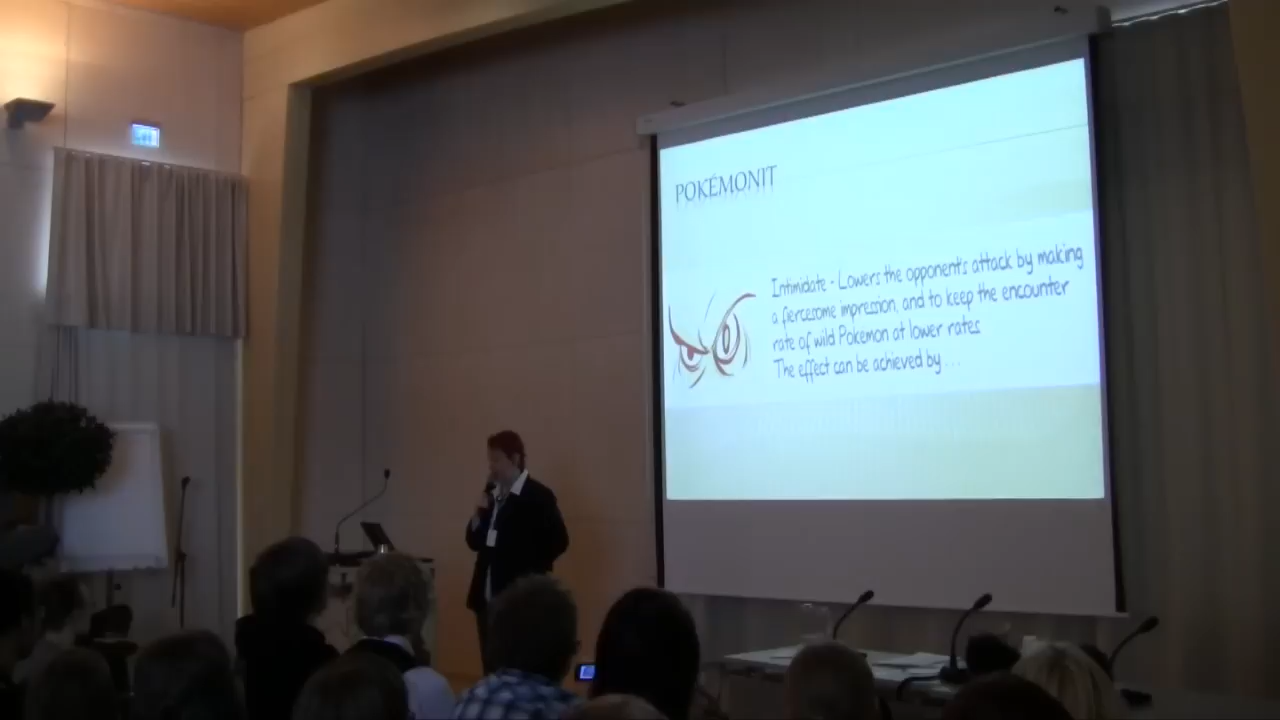 POKÉMONIT
Intimidate - Lowers the opponent's attack by making
a fiercesome impression, and to keep the encounter
rate of wild Pokemon at lower rates
The effect can be achieved by . . .